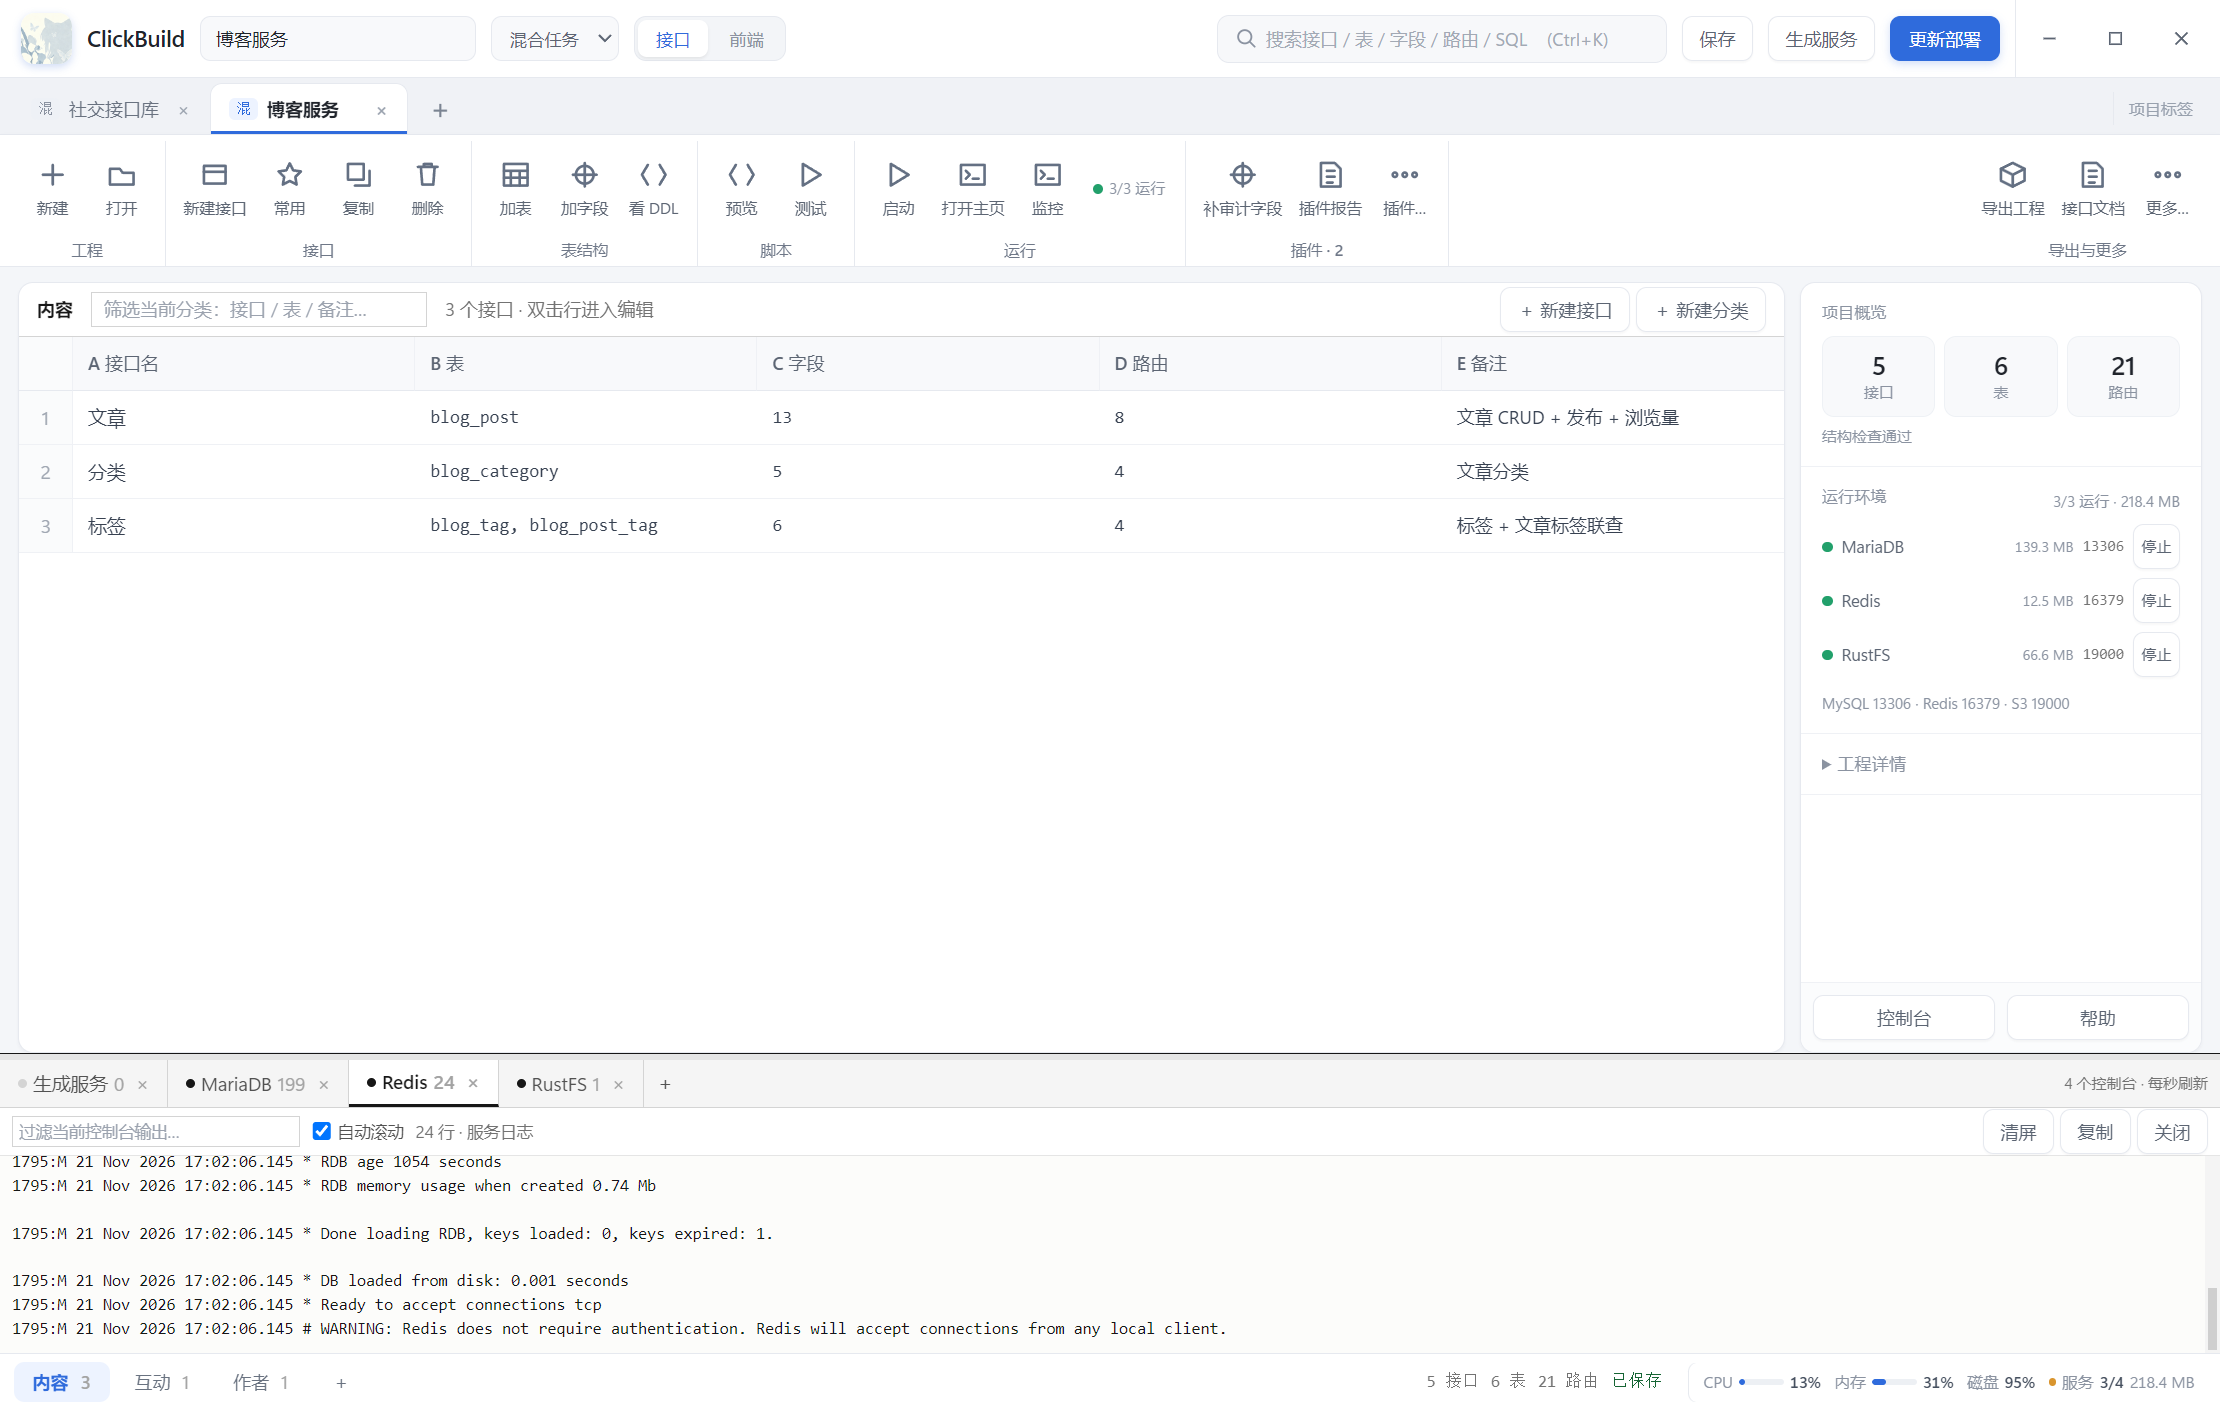 ClickBuild 博客服务 混合任务 接口 前端 搜索接口 / 表 / 字段 / 路由 / SQL (Ctrl+K) 保存 生成服务 更新部署
混 社交接口库 × 混 博客服务 × + 项目标签
新建 打开 新建接口 常用 复制 删除 加表 加字段 看 DDL 预览 测试 启动 打开主页 监控 3/3 运行 补审计字段 插件报告 插件... 导出工程 接口文档 更多...
工程 接口 表结构 脚本 运行 插件 · 2 导出与更多
内容 筛选当前分类：接口 / 表 / 备注... 3 个接口 · 双击行进入编辑 + 新建接口 + 新建分类
A 接口名 B 表 C 字段 D 路由 E 备注
1 文章 blog_post 13 8 文章 CRUD + 发布 + 浏览量
2 分类 blog_category 5 4 文章分类
3 标签 blog_tag, blog_post_tag 6 4 标签 + 文章标签联查
项目概览
5 6 21
接口 表 路由
结构检查通过
运行环境 3/3 运行 · 218.4 MB
MariaDB 139.3 MB 13306 停止
Redis 12.5 MB 16379 停止
RustFS 66.6 MB 19000 停止
MySQL 13306 · Redis 16379 · S3 19000
工程详情
控制台 帮助
生成服务 0 × MariaDB 199 × Redis 24 × RustFS 1 × + 4 个控制台 · 每秒刷新
过滤当前控制台输出... 自动滚动 24 行 · 服务日志 清屏 复制 关闭
1795:M 21 Nov 2026 17:02:06.145 * RDB age 1054 seconds
1795:M 21 Nov 2026 17:02:06.145 * RDB memory usage when created 0.74 Mb
1795:M 21 Nov 2026 17:02:06.145 * Done loading RDB, keys loaded: 0, keys expired: 1.
1795:M 21 Nov 2026 17:02:06.145 * DB loaded from disk: 0.001 seconds
1795:M 21 Nov 2026 17:02:06.145 * Ready to accept connections tcp
1795:M 21 Nov 2026 17:02:06.145 # WARNING: Redis does not require authentication. Redis will accept connections from any local client.
内容 3 互动 1 作者 1 + 5 接口 6 表 21 路由 已保存 CPU 13% 内存 31% 磁盘 95% 服务 3/4 218.4 MB